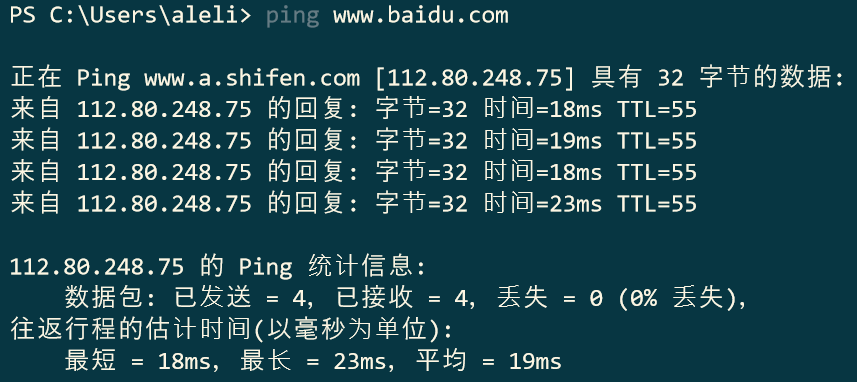 PS C:\Users\aleli> ping www.baidu.com
正在 Ping www.a.shifen.com [112.80.248.75] 具有 32 字节的数据:
来自 112.80.248.75 的回复: 字节=32 时间=18ms TTL=55
来自 112.80.248.75 的回复: 字节=32 时间=19ms TTL=55
来自 112.80.248.75 的回复: 字节=32 时间=18ms TTL=55
来自 112.80.248.75 的回复: 字节=32 时间=23ms TTL=55
112.80.248.75 的 Ping 统计信息:
数据包: 已发送 = 4, 已接收 = 4, 丢失 = 0 (0% 丢失),
往返行程的估计时间(以毫秒为单位):
最短 = 18ms, 最长 = 23ms, 平均 = 19ms